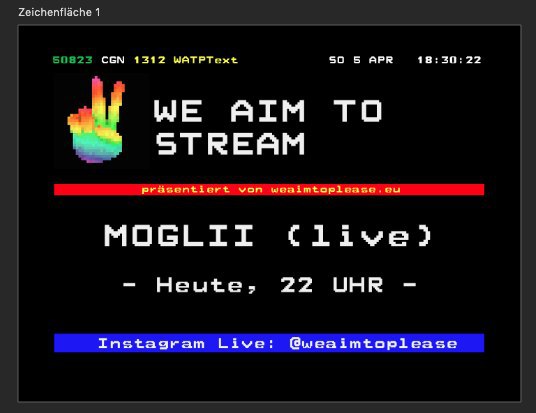 Zeichenfläche 1
50823 CGN 1312 WATPText SO 5 APR 18:30:22
WE AIM TO
STREAM
präsentiert von weaimtoplease.eu
MOGLII (live)
- Heute, 22 UHR -
Instagram Live: @weaimtoplease